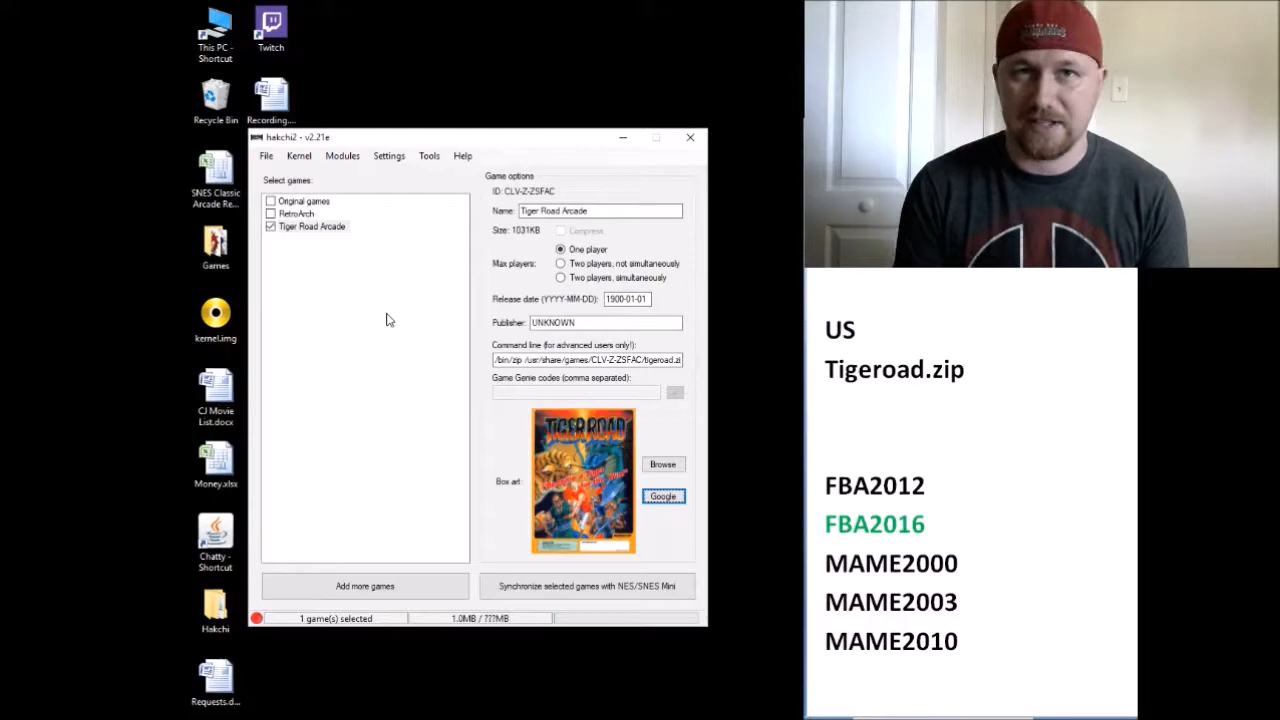 This PC -
Shortcut
Twitch
Recycle Bin
Recording....
SNES Classic
Arcade Re...
Games
kernel.img
CJ Movie
List.docx
Money.xlsx
Chatty -
Shortcut
Hakchi
Requests.d...
hakchi2 - v2.21e
File Kernel Modules Settings Tools Help
Select games:
Original games
RetroArch
Tiger Road Arcade
Add more games
1 game(s) selected
1.0MB / ???MB
Game options
ID: CLV-Z-ZSFAC
Name: Tiger Road Arcade
Size: 1031KB Compress
One player
Max players: Two players, not simultaneously
Two players, simultaneously
Release date (YYYY-MM-DD): 1900-01-01
Publisher: UNKNOWN
Command line (for advanced users only!):
/bin/zip /usr/share/games/CLV-Z-ZSFAC/tigeroad.zi
Game Genie codes (comma separated):
...
TIGER ROAD
Box art:
Browse
Google
Synchronize selected games with NES/SNES Mini
US
Tigeroad.zip
FBA2012
FBA2016
MAME2000
MAME2003
MAME2010